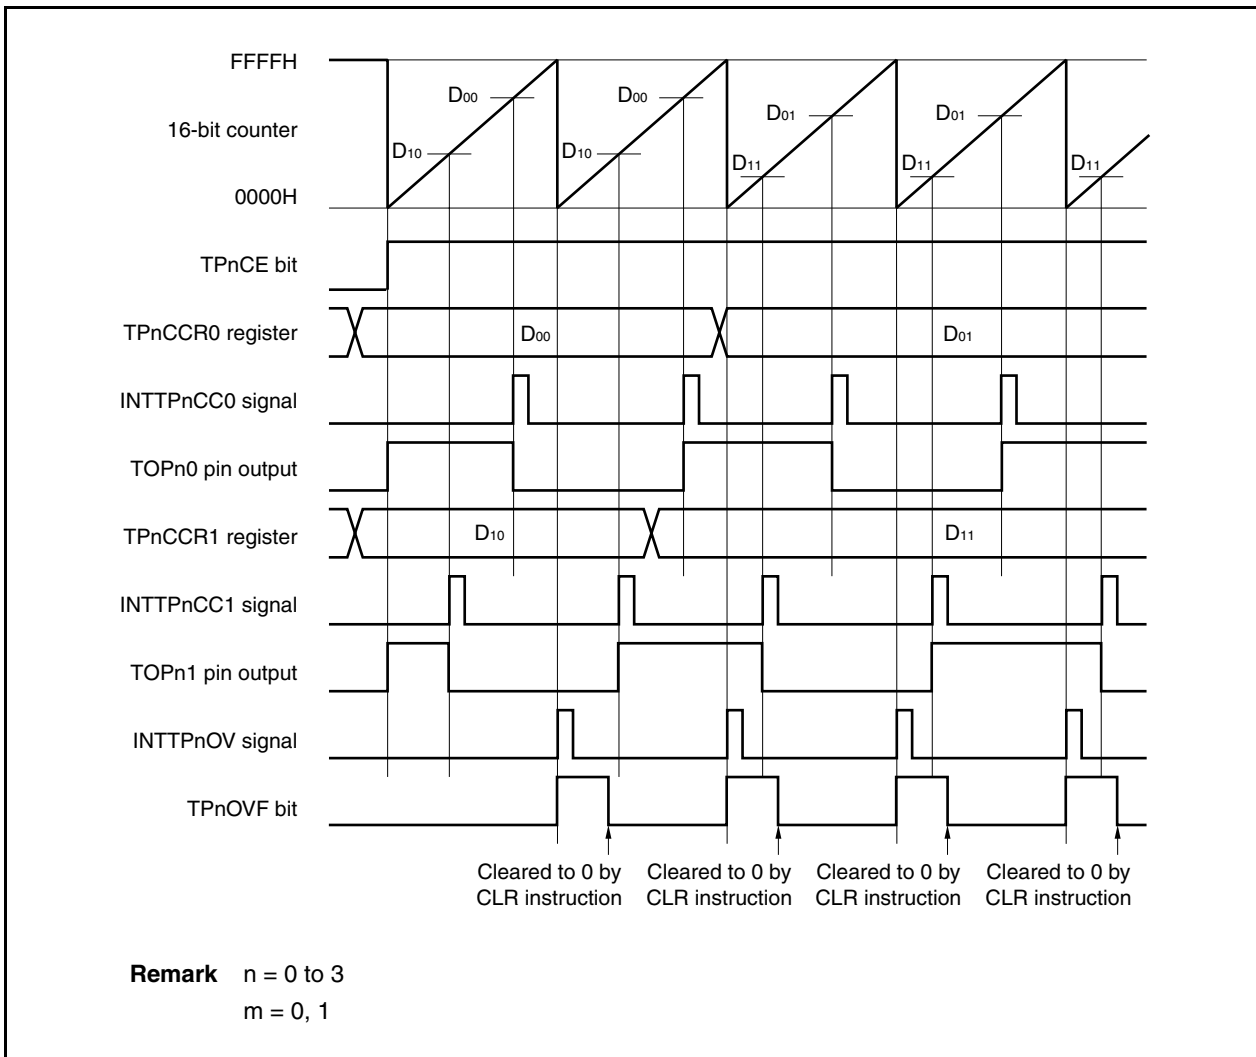 FFFFH
D00 D00
D01 D01
16-bit counter
D10 D10
D11 D11 D11
0000H
TPnCE bit
TPnCCR0 register
D00 D01
INTTPnCC0 signal
TOPn0 pin output
TPnCCR1 register
D10 D11
INTTPnCC1 signal
TOPn1 pin output
INTTPnOV signal
TPnOVF bit
Cleared to 0 by
CLR instruction
Cleared to 0 by
CLR instruction
Cleared to 0 by
CLR instruction
Cleared to 0 by
CLR instruction
Remark n = 0 to 3
m = 0, 1